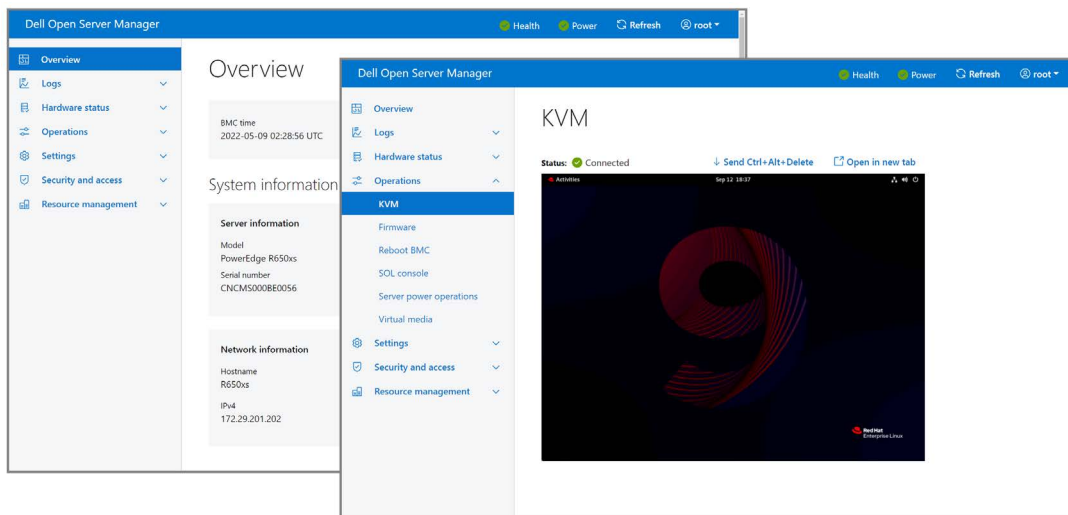 Dell Open Server Manager
Health
Power
Refresh
root
Overview
Logs
Hardware status
Operations
Settings
Security and access
Resource management
Overview
BMC time
2022-05-09 02:28:56 UTC
System information
Server information
Model
PowerEdge R650xs
Serial number
CNCMS000BE0056
Network information
Hostname
R650xs
IPv4
172.29.201.202
Dell Open Server Manager
Health
Power
Refresh
root
Overview
Logs
Hardware status
Operations
KVM
Firmware
Reboot BMC
SOL console
Server power operations
Virtual media
Settings
Security and access
Resource management
KVM
Status: Connected
Send Ctrl+Alt+Delete
Open in new tab
Activities
Sep 12 18:37
9
Red Hat
Enterprise Linux